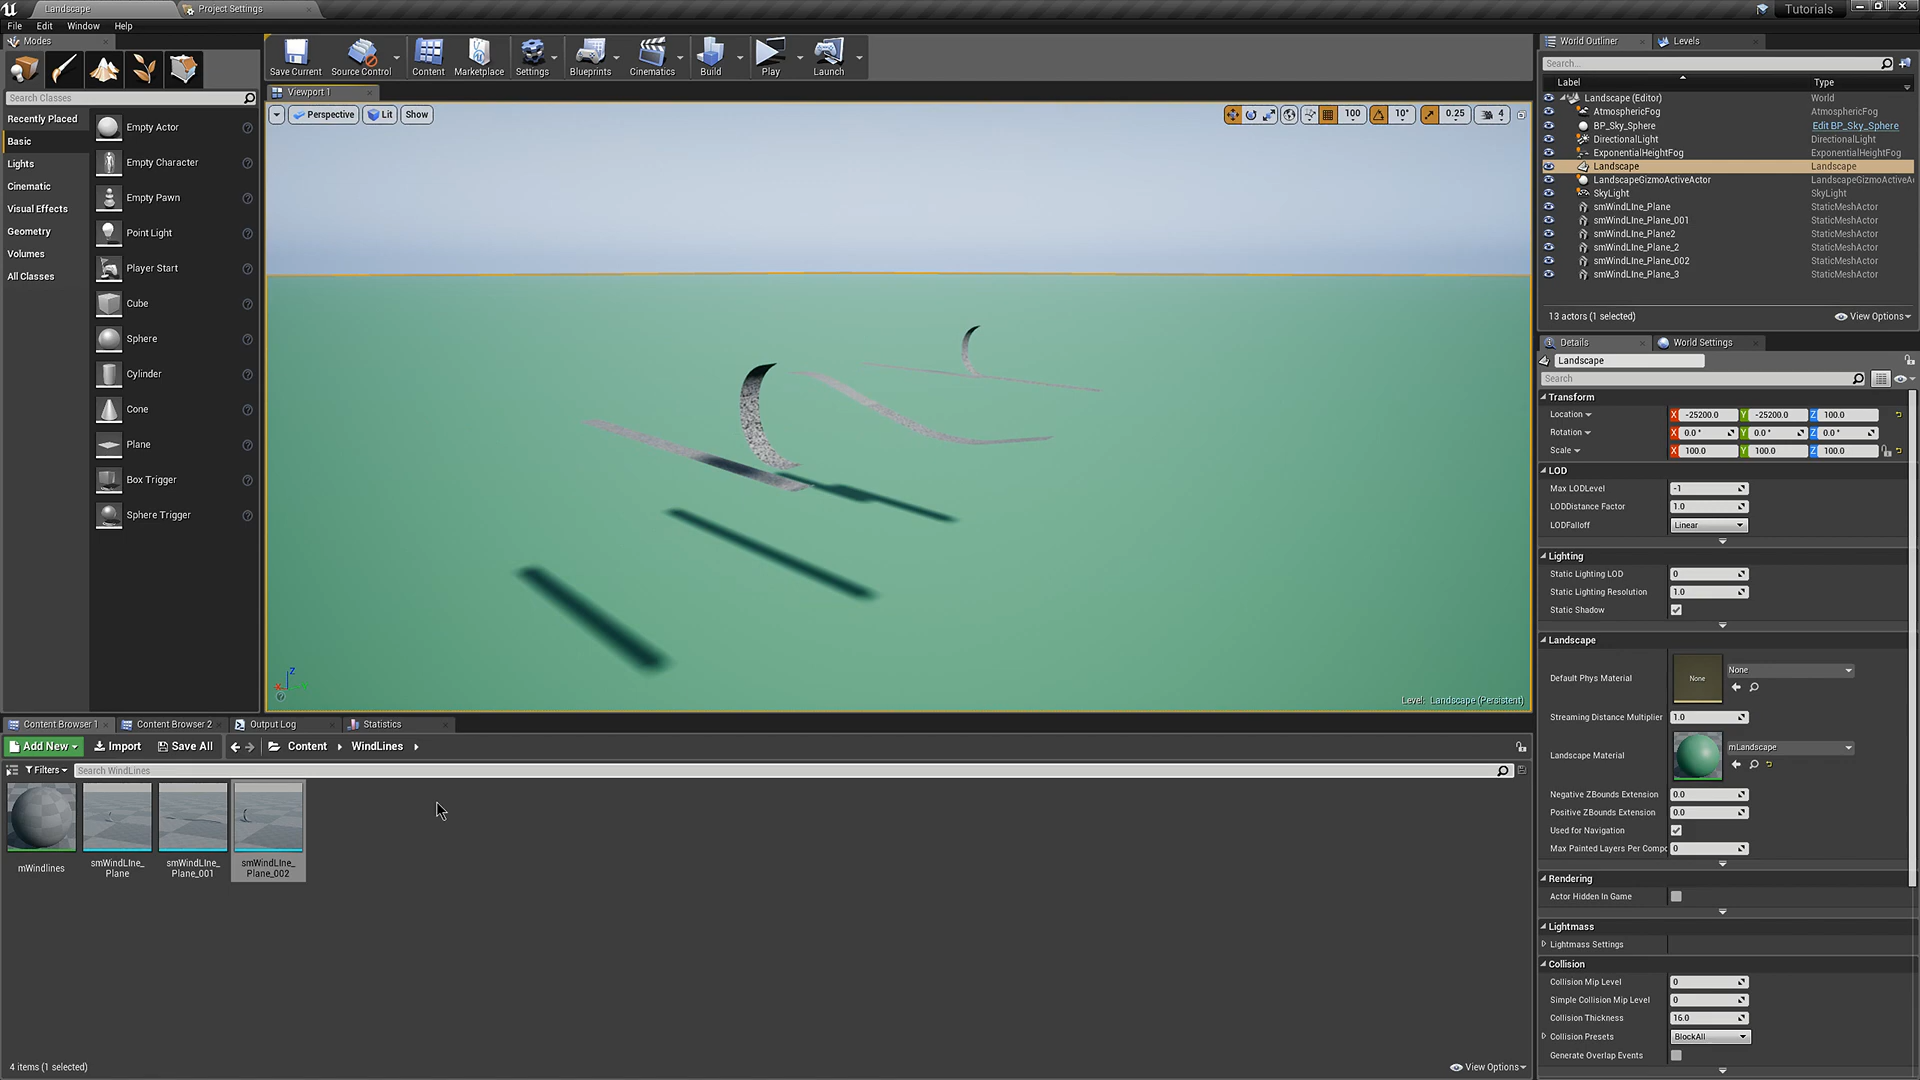 Landscape
Project Settings
Tutorials
File Edit Window Help
Modes
Search Classes
Recently Placed
Basic
Lights
Cinematic
Visual Effects
Geometry
Volumes
All Classes
Empty Actor
Empty Character
Empty Pawn
Point Light
Player Start
Cube
Sphere
Cylinder
Cone
Plane
Box Trigger
Sphere Trigger
Save Current Source Control Content Marketplace Settings Blueprints Cinematics Build Play Launch
Viewport 1
Perspective Lit Show
100 10° 0.25 4
Z
Level: Landscape (Persistent)
World Outliner Levels
Search...
Label Type
Landscape (Editor) World
AtmosphericFog AtmosphericFog
BP_Sky_Sphere Edit BP_Sky_Sphere
DirectionalLight DirectionalLight
ExponentialHeightFog ExponentialHeightFog
Landscape Landscape
LandscapeGizmoActiveActor LandscapeGizmoActiveA
SkyLight SkyLight
smWindLIne_Plane StaticMeshActor
smWindLIne_Plane_001 StaticMeshActor
smWindLIne_Plane2 StaticMeshActor
smWindLIne_Plane_2 StaticMeshActor
smWindLIne_Plane_002 StaticMeshActor
smWindLIne_Plane_3 StaticMeshActor
13 actors (1 selected) View Options
Details World Settings
Landscape
Search
Transform
Location X -25200.0 Y -25200.0 Z 100.0
Rotation X 0.0 ° Y 0.0 ° Z 0.0 °
Scale X 100.0 Y 100.0 Z 100.0
LOD
Max LODLevel -1
LODDistance Factor 1.0
LODFalloff Linear
Lighting
Static Lighting LOD 0
Static Lighting Resolution 1.0
Static Shadow
Landscape
Default Phys Material None None
Streaming Distance Multiplier 1.0
Landscape Material mLandscape
Negative ZBounds Extension 0.0
Positive ZBounds Extension 0.0
Used for Navigation
Max Painted Layers Per Compo 0
Rendering
Actor Hidden In Game
Lightmass
Lightmass Settings
Collision
Collision Mip Level 0
Simple Collision Mip Level 0
Collision Thickness 16.0
Collision Presets BlockAll
Generate Overlap Events
Content Browser 1 Content Browser 2 Output Log Statistics
Add New Import Save All Content WindLines
Filters Search WindLines
mWindlines
smWindLIne_
Plane
smWindLIne_
Plane_001
smWindLIne_
Plane_002
4 items (1 selected) View Options